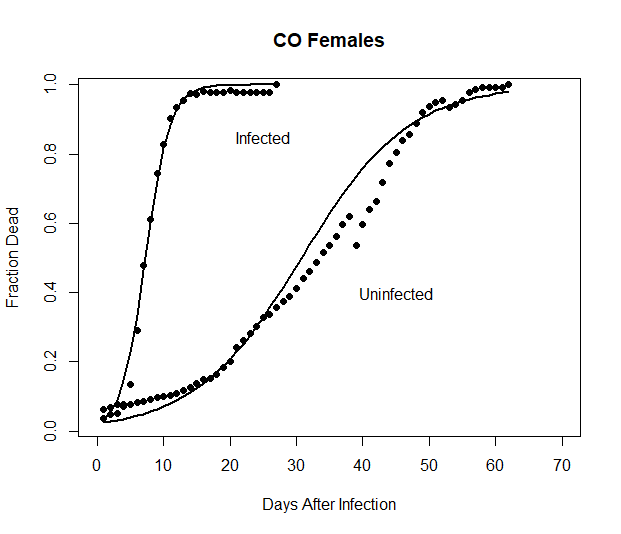 CO Females
1.0
0.8
0.6
0.4
0.2
0.0
Fraction Dead
Infected
Uninfected
0 10 20 30 40 50 60 70
Days After Infection